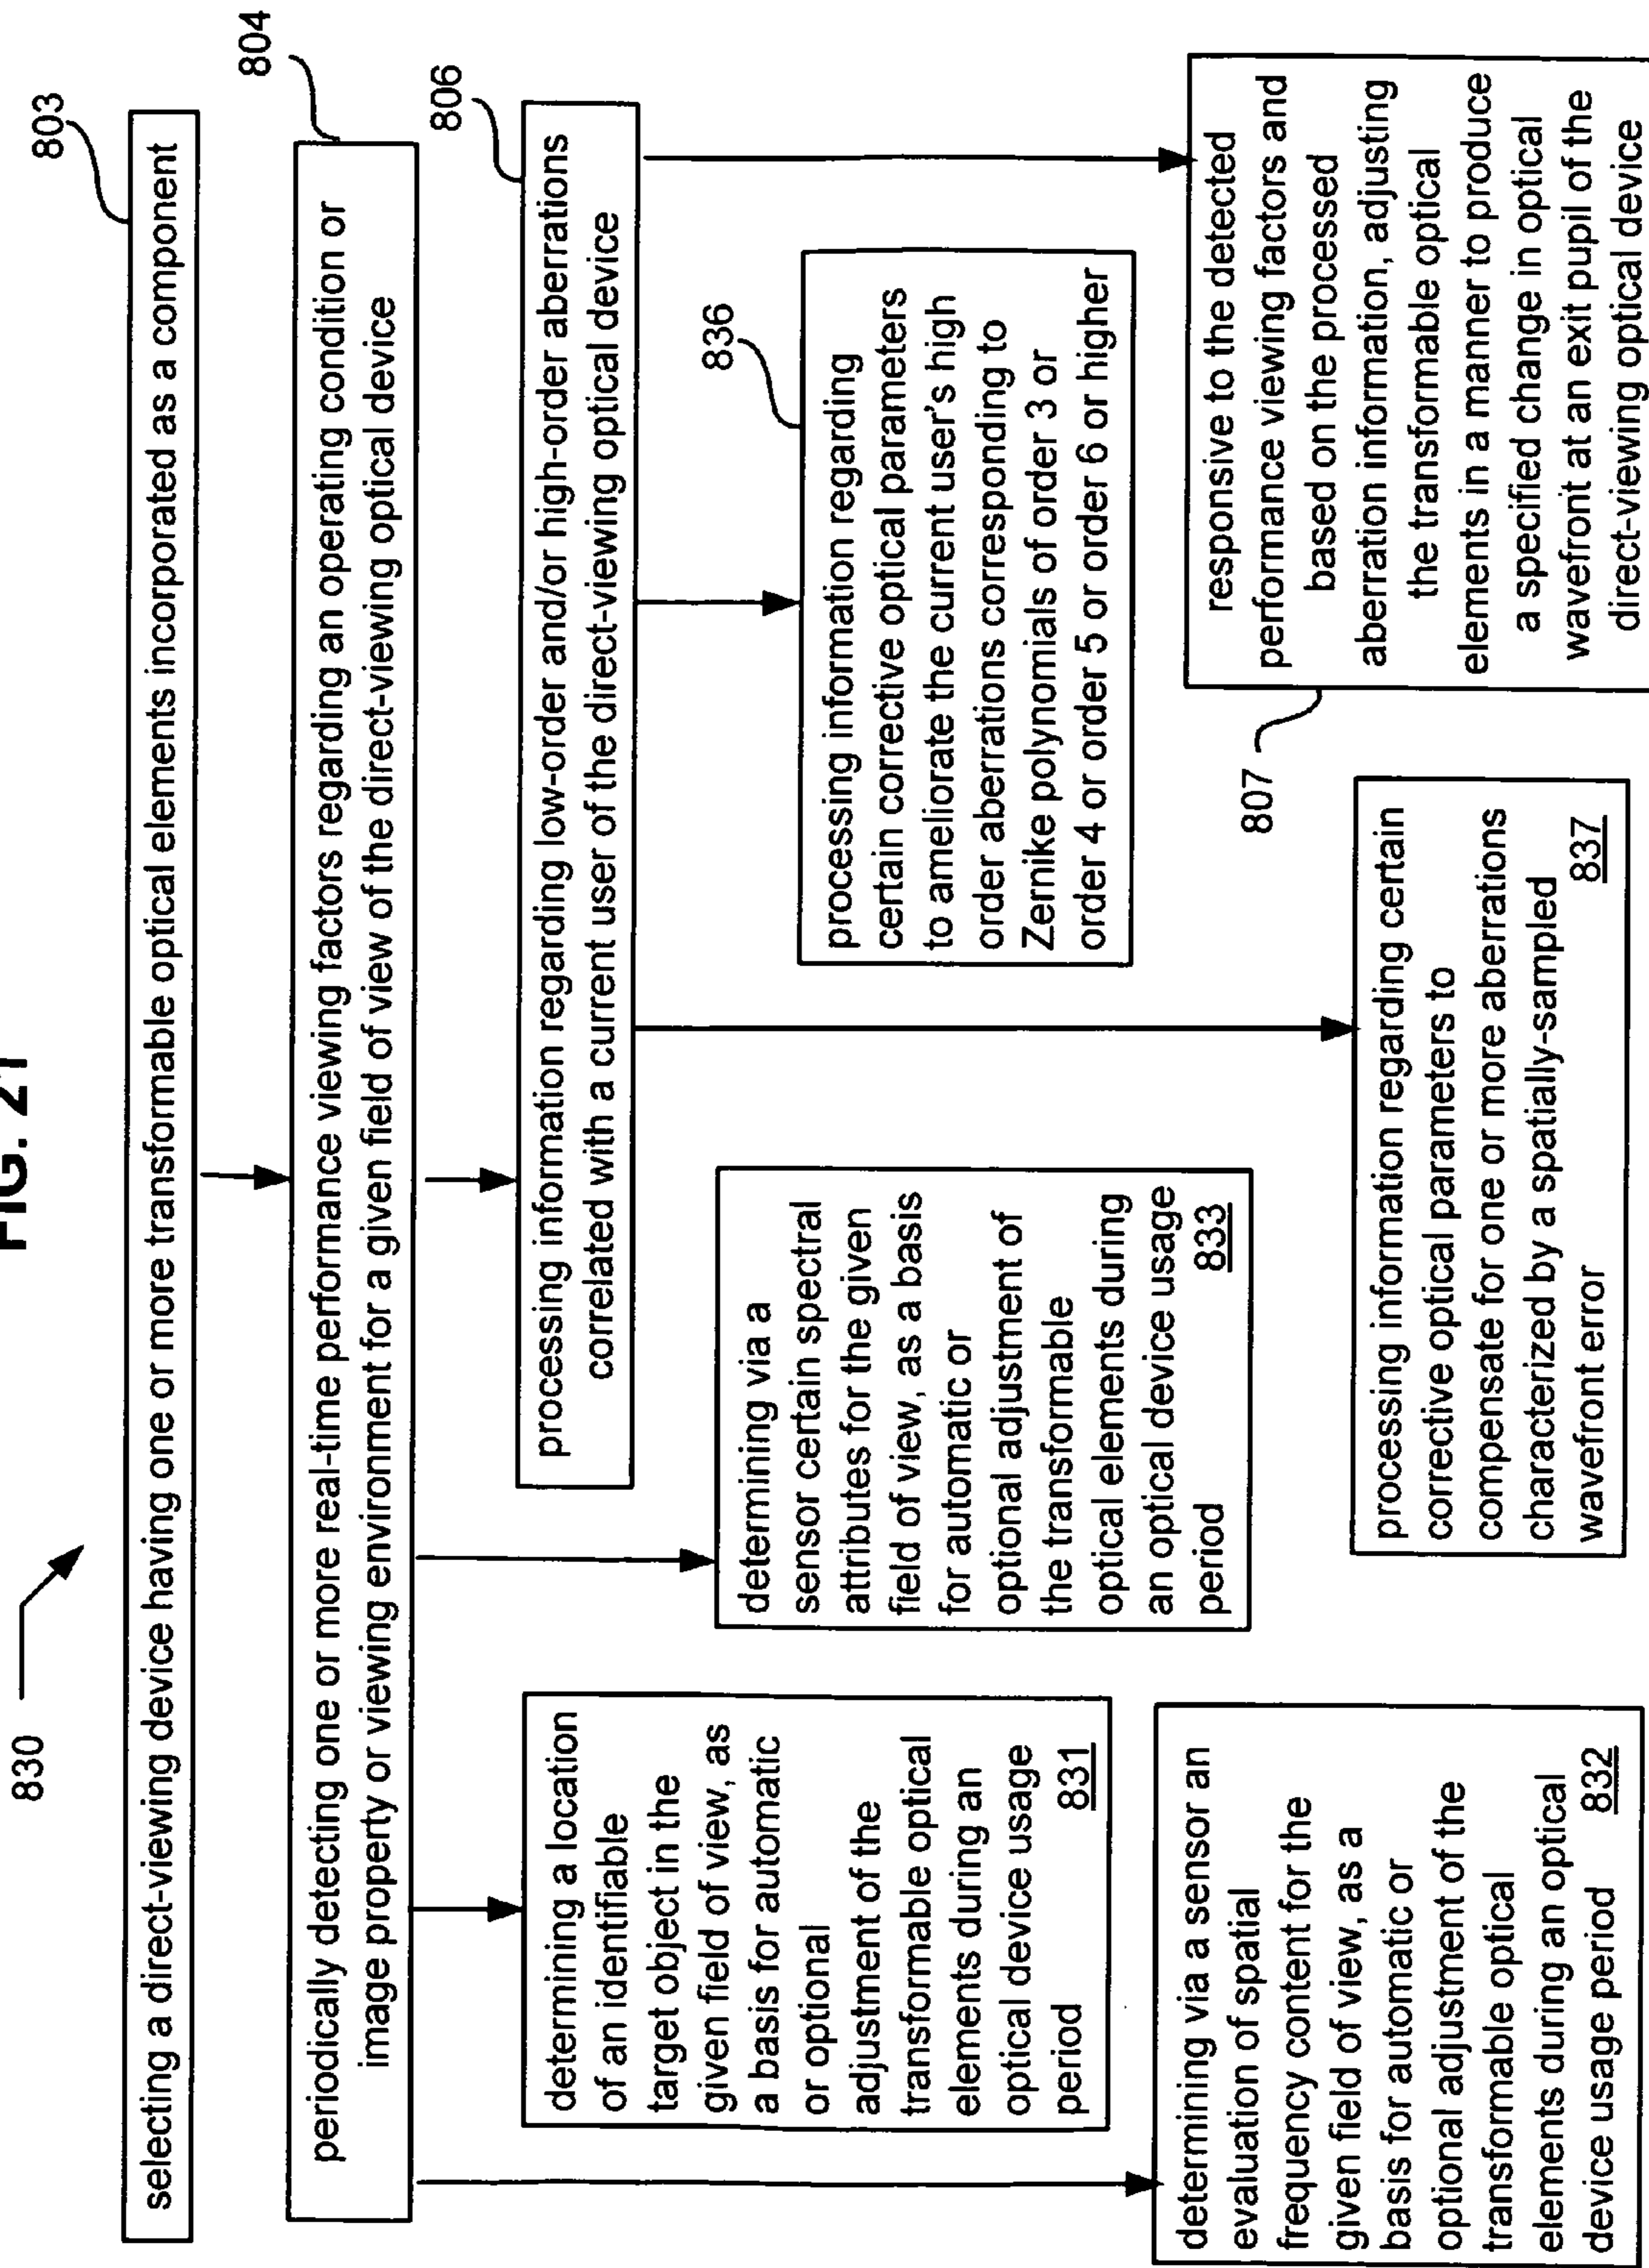 FIG. 21
830
803
selecting a direct-viewing device having one or more transformable optical elements incorporated as a component
804
periodically detecting one or more real-time performance viewing factors regarding an operating condition or
image property or viewing environment for a given field of view of the direct-viewing optical device
806
processing information regarding low-order and/or high-order aberrations
correlated with a current user of the direct-viewing optical device
determining a location
of an identifiable
target object in the
given field of view, as
a basis for automatic
or optional
adjustment of the
transformable optical
elements during an
optical device usage
period 831
determining via a
sensor certain spectral
attributes for the given
field of view, as a basis
for automatic or
optional adjustment of
the transformable
optical elements during
an optical device usage
period 833
836
processing information regarding
certain corrective optical parameters
to ameliorate the current user's high
order aberrations corresponding to
Zernike polynomials of order 3 or
order 4 or order 5 or order 6 or higher
determining via a sensor an
evaluation of spatial
frequency content for the
given field of view, as a
basis for automatic or
optional adjustment of the
transformable optical
elements during an optical
device usage period 832
processing information regarding certain
corrective optical parameters to
compensate for one or more aberrations
characterized by a spatially-sampled
wavefront error 837
807
responsive to the detected
performance viewing factors and
based on the processed
aberration information, adjusting
the transformable optical
elements in a manner to produce
a specified change in optical
wavefront at an exit pupil of the
direct-viewing optical device